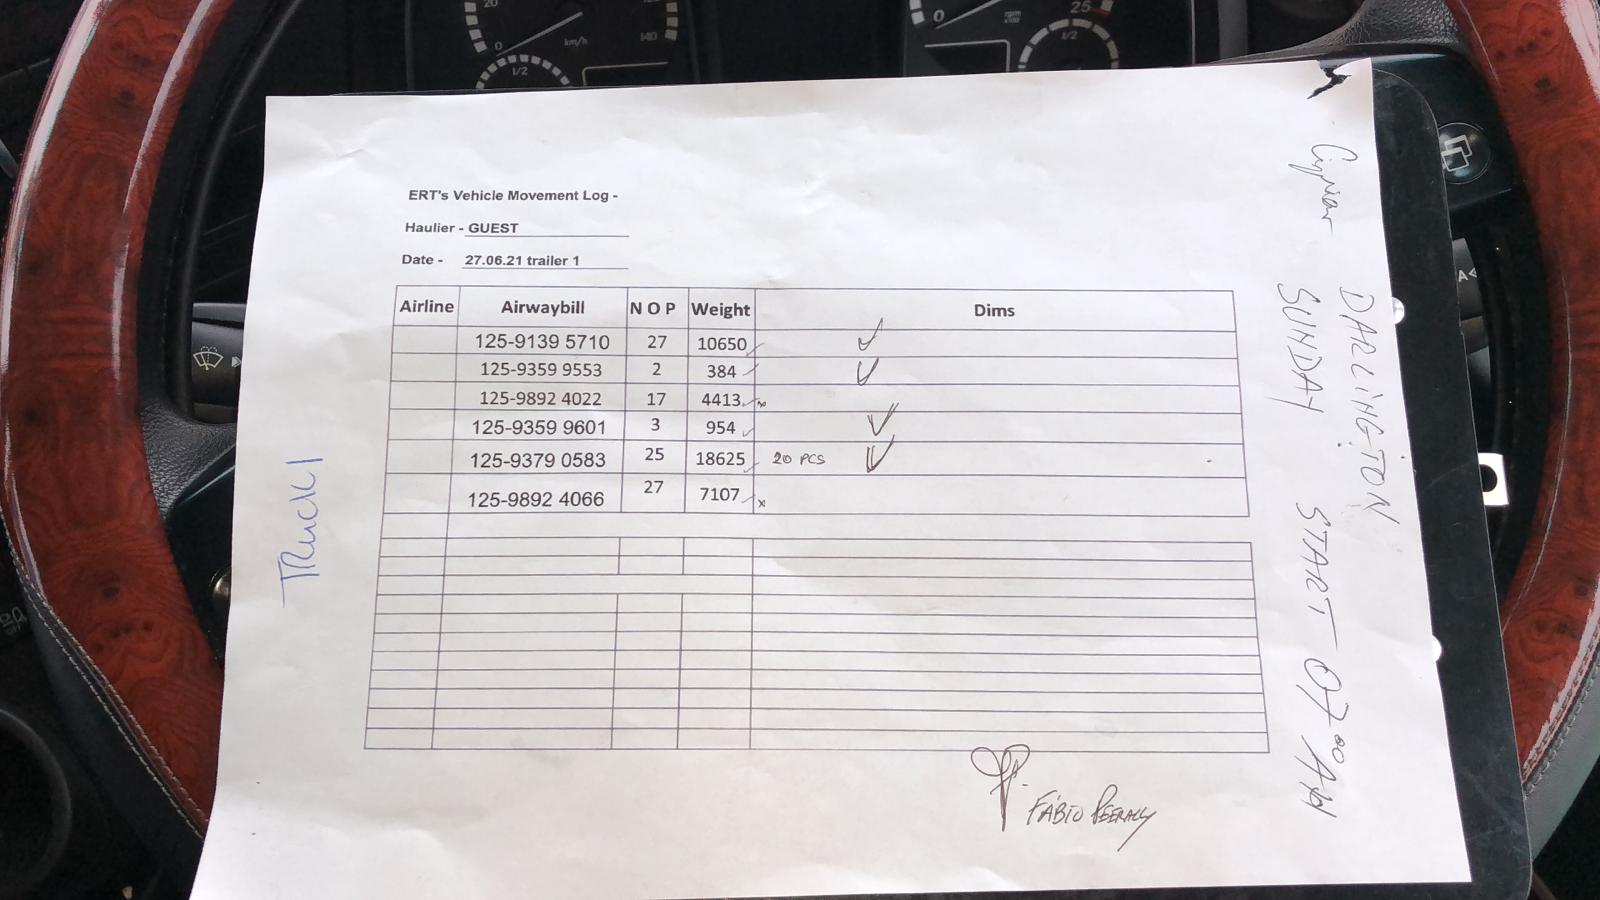 20
0
km/h
140
1/2
0
rpm
x100
25
1/2
ERT's Vehicle Movement Log -
Haulier - GUEST
Date - 27.06.21 trailer 1
Airline Airwaybill N O P Weight Dims
125-9139 5710 27 10650
125-9359 9553 2 384
125-9892 4022 17 4413
125-9359 9601 3 954
125-9379 0583 25 18625 20 PCS
125-9892 4066 27 7107 x
TRUCK 1
DARLINGTON
SUNDAY START 07⁰⁰ AM
FÁBIO PEERALLY
A